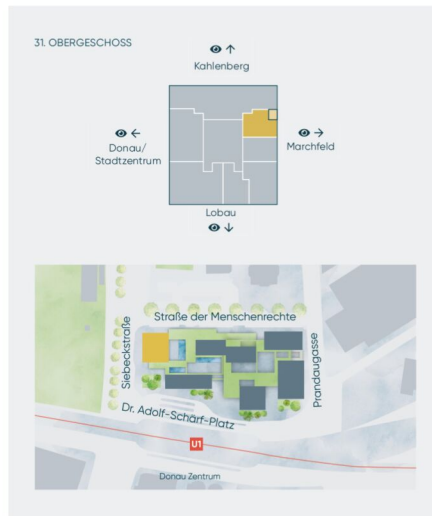 31. OBERGESCHOSS
Kahlenberg
Donau/
Stadtzentrum
Marchfeld
Lobau
Straße der Menschenrechte
Siebeckstraße
Prandaugasse
Dr. Adolf-Schärf-Platz
U1
Donau Zentrum